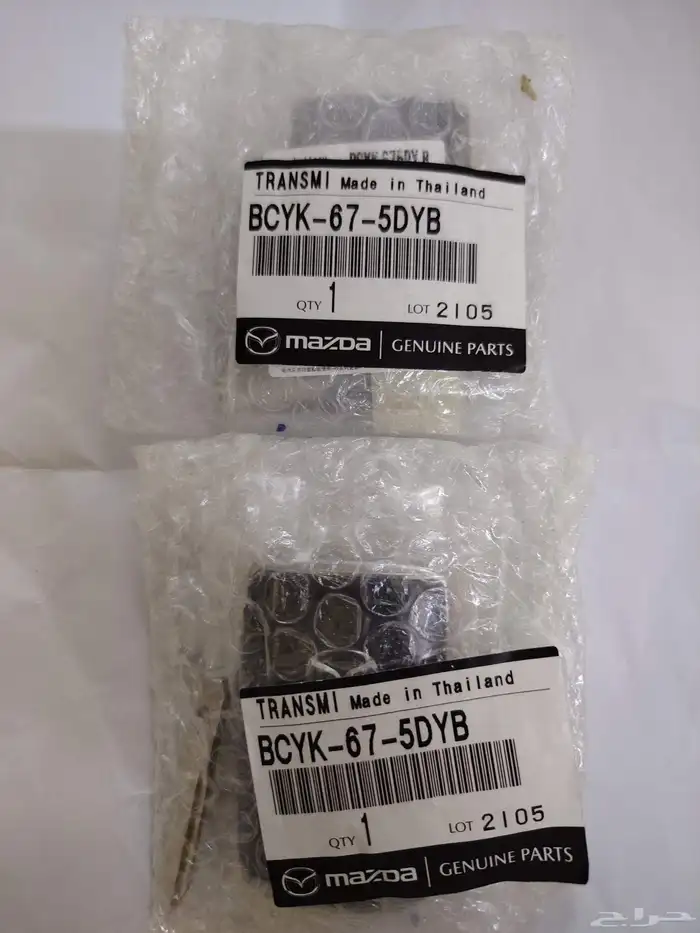 TRANSMI Made in Thailand
BCYK-67-5DYB
QTY 1 LOT 2105
mazda GENUINE PARTS
TRANSMI Made in Thailand
BCYK-67-5DYB
QTY 1 LOT 2105
mazda GENUINE PARTS
حراج